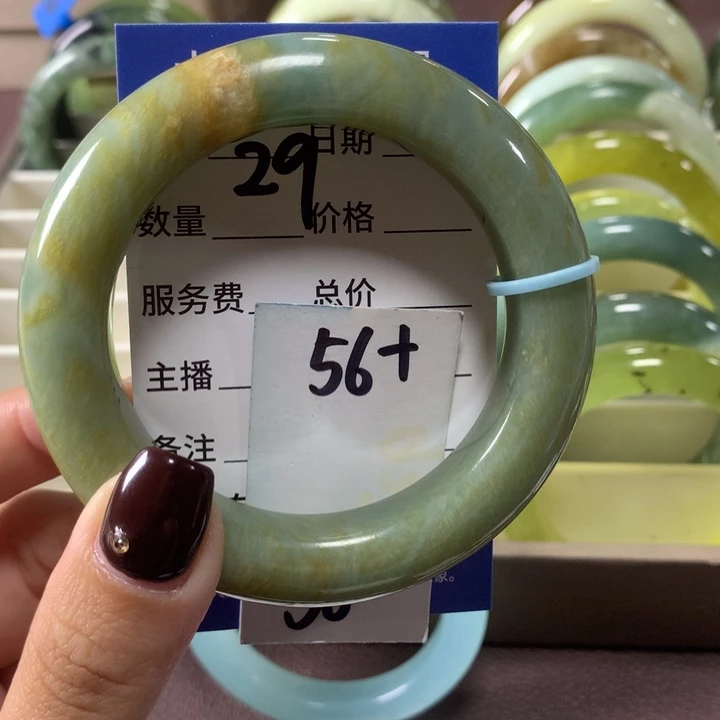 29 日期
数量 价格
服务费 总价
56+
主播
备注